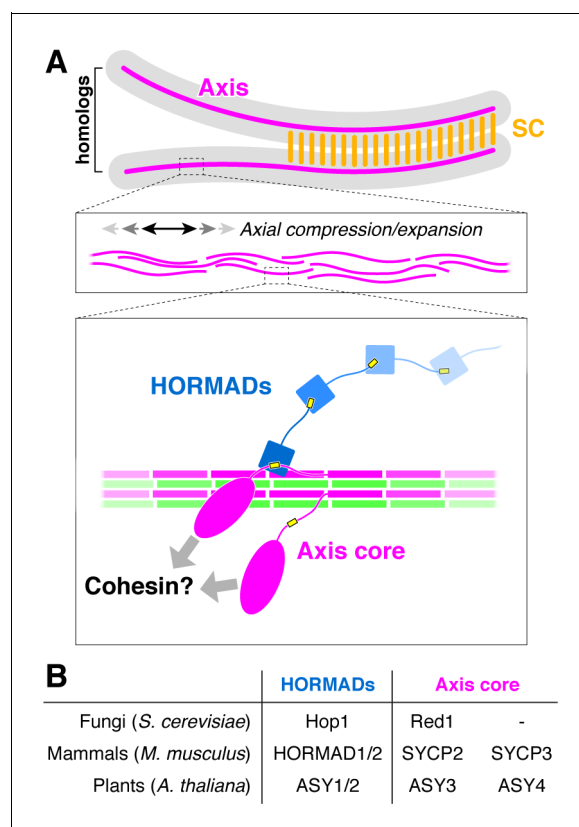 A
homologs
Axis
SC
Axial compression/expansion
HORMADs
Axis core
Cohesin?
B
HORMADs Axis core
Fungi (S. cerevisiae) Hop1 Red1 -
Mammals (M. musculus) HORMAD1/2 SYCP2 SYCP3
Plants (A. thaliana) ASY1/2 ASY3 ASY4